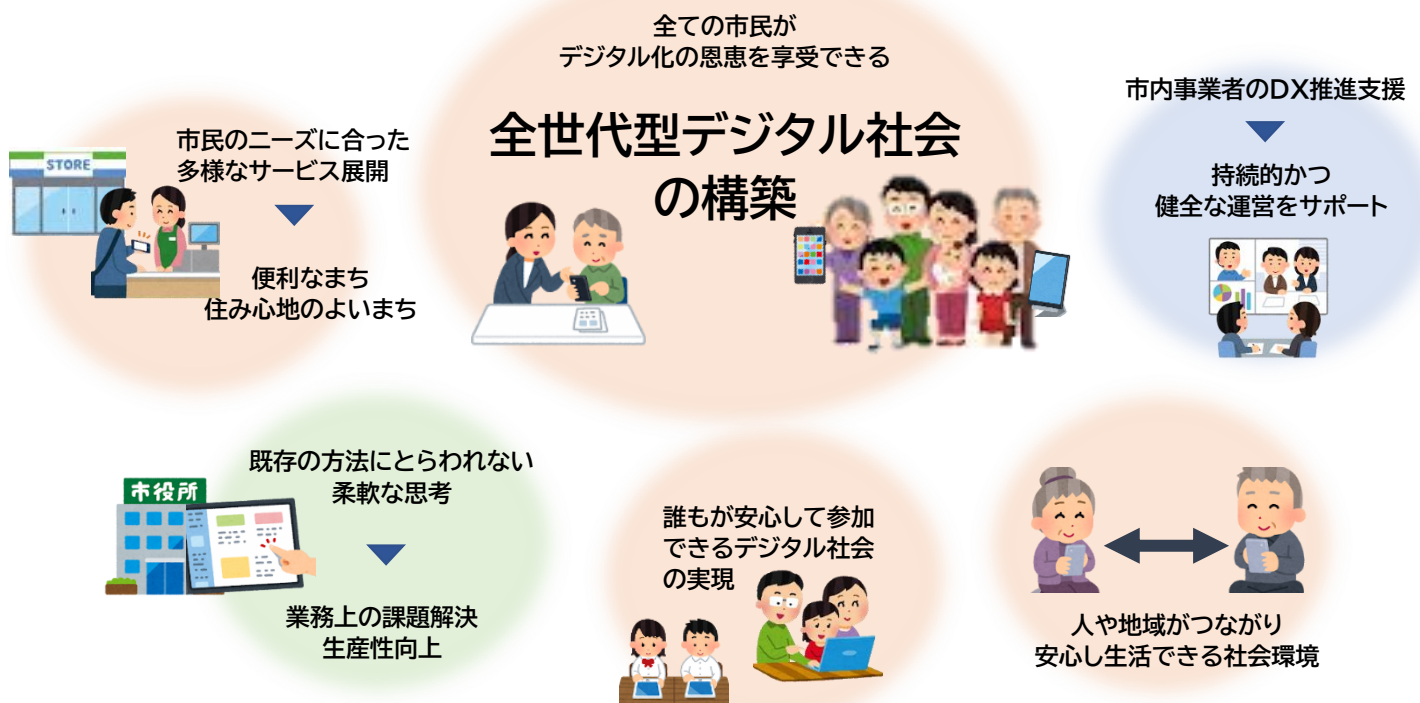 全ての市民が
デジタル化の恩恵を享受できる
全世代型デジタル社会
の構築
市民のニーズに合った
多様なサービス展開
STORE
便利なまち
住み心地のよいまち
市内事業者のDX推進支援
持続的かつ
健全な運営をサポート
既存の方法にとらわれない
柔軟な思考
市役所
業務上の課題解決
生産性向上
誰もが安心して参加
できるデジタル社会
の実現
人や地域がつながり
安心し生活できる社会環境